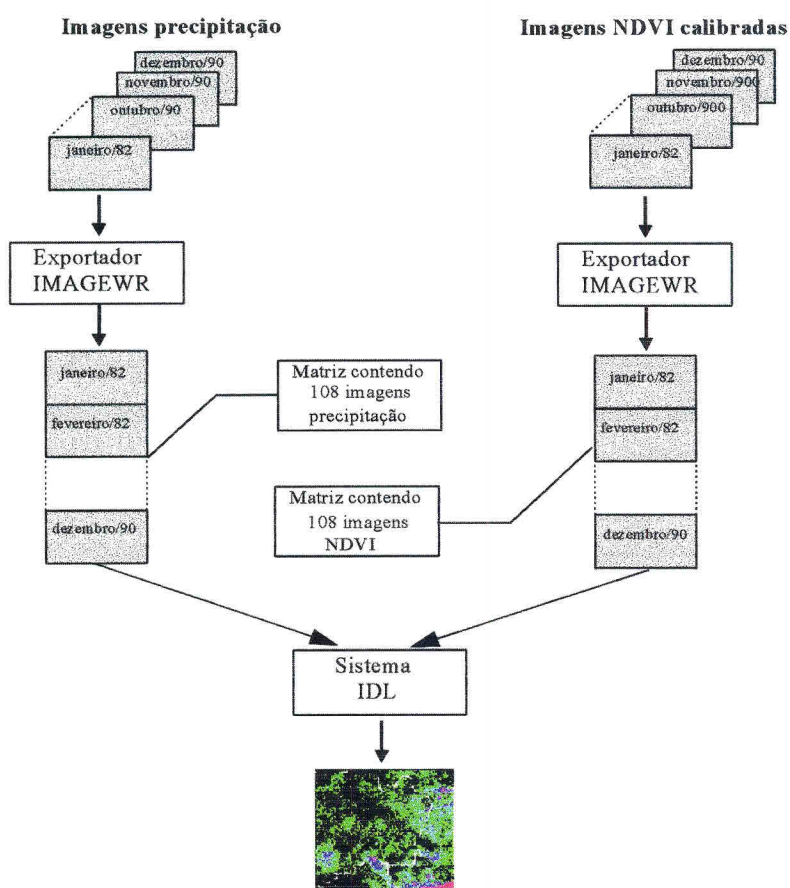 Imagens precipitação
dezembro/90
novembro/90
outubro/90
janeiro/82
Exportador
IMAGEWR
janeiro/82
fevereiro/82
dezembro/90
Imagens NDVI calibradas
dezembro/90
novembro/900
outubro/900
janeiro/82
Exportador
IMAGEWR
janeiro/82
fevereiro/82
dezembro/90
Matriz contendo
108 imagens
precipitação
Matriz contendo
108 imagens
NDVI
Sistema
IDL